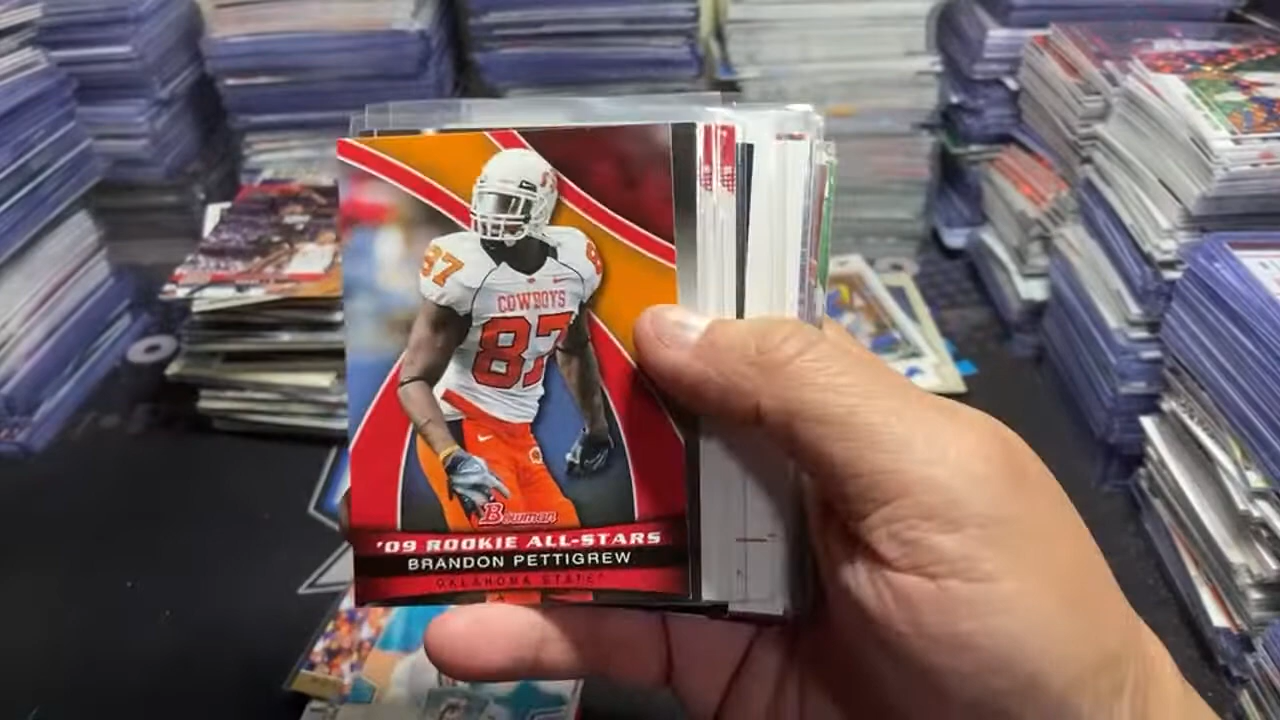 87
COWBOYS
87
Bowman
'09 ROOKIE ALL-STARS
BRANDON PETTIGREW
OKLAHOMA STATE